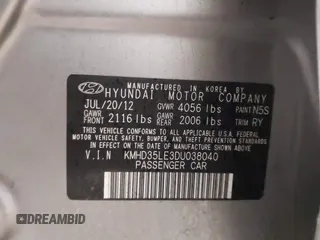 MANUFACTURED IN KOREA BY
HYUNDAI MOTOR COMPANY
JUL/20/12 GVWR 4056 lbs PAINT N5S
GAWR FRONT 2116 lbs GAWR REAR 2006 lbs TRIM RY
THIS VEHICLE CONFORMS TO ALL APPLICABLE
FEDERAL MOTOR VEHICLE SAFETY, BUMPER, AND
THEFT PREVENTION STANDARDS IN EFFECT ON THE
DATE OF MANUFACTURE SHOWN ABOVE.
V.I.N KMHD35LE3DU038040
PASSENGER CAR
© BIDFAX AUTO